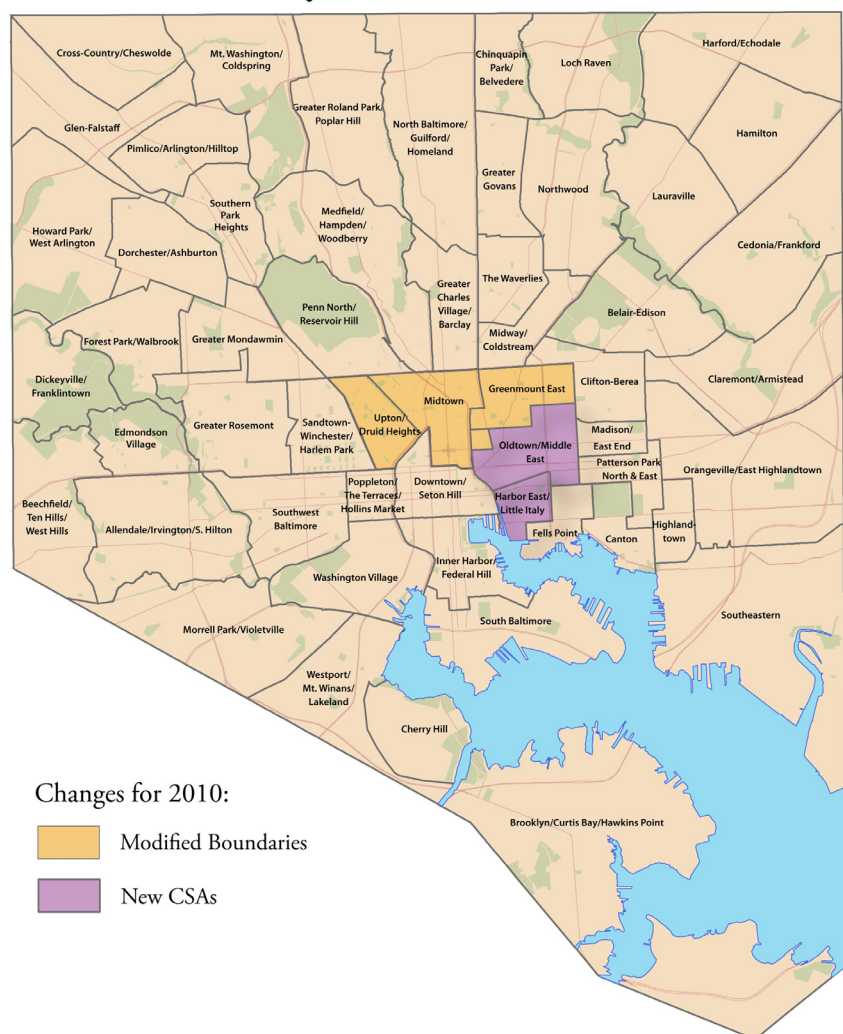 Cross-Country/Cheswolde
Mt. Washington/
Coldspring
Chinquapin
Park/
Belvedere
Loch Raven
Harford/Echodale
Glen-Falstaff
Greater Roland Park/
Poplar Hill
North Baltimore/
Guilford/
Homeland
Hamilton
Pimlico/Arlington/Hilltop
Greater
Govans
Northwood
Lauraville
Southern
Park
Heights
Medfield/
Hampden/
Woodberry
Howard Park/
West Arlington
Dorchester/Ashburton
Cedonia/Frankford
The Waverlies
Greater
Charles
Village/
Barclay
Penn North/
Reservoir Hill
Belair-Edison
Forest Park/Walbrook
Greater Mondawmin
Midway/
Coldstream
Dickeyville/
Franklintown
Clifton-Berea
Claremont/Armistead
Greenmount East
Midtown
Upton/
Druid Heights
Edmondson
Village
Greater Rosemont
Sandtown-
Winchester/
Harlem Park
Oldtown/Middle
East
Madison/
East End
Patterson Park
North & East
Orangeville/East Highlandtown
Beechfield/
Ten Hills/
West Hills
Allendale/Irvington/S. Hilton
Southwest
Baltimore
Poppleton/
The Terraces/
Hollins Market
Downtown/
Seton Hill
Harbor East/
Little Italy
Fells Point
Canton
Highland-
town
Washington Village
Inner Harbor/
Federal Hill
South Baltimore
Southeastern
Morrell Park/Violetville
Westport/
Mt. Winans/
Lakeland
Cherry Hill
Brooklyn/Curtis Bay/Hawkins Point
Changes for 2010:
Modified Boundaries
New CSAs